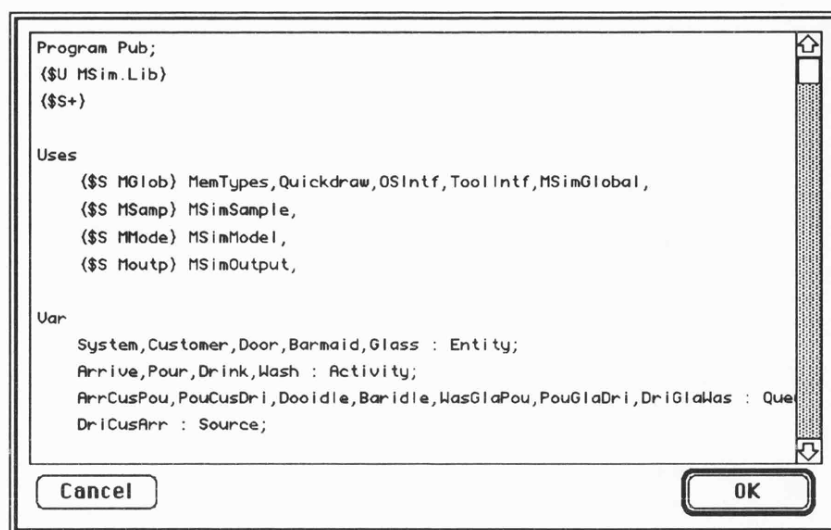 Program Pub;
{$U MSim.Lib}
{$S+}
Uses
{$S MGlob} MemTypes,Quickdraw,OSIntf,ToolIntf,MSimGlobal,
{$S MSamp} MSimSample,
{$S MMode} MSimModel,
{$S Moutp} MSimOutput,
Var
System,Customer,Door,Barmaid,Glass : Entity;
Arrive,Pour,Drink,Wash : Activity;
ArrCusPou,PouCusDri,Dooidle,Baridle,WasGlaPou,PouGlaDri,DriGlaWas : Que
DriCusArr : Source;
Cancel
OK